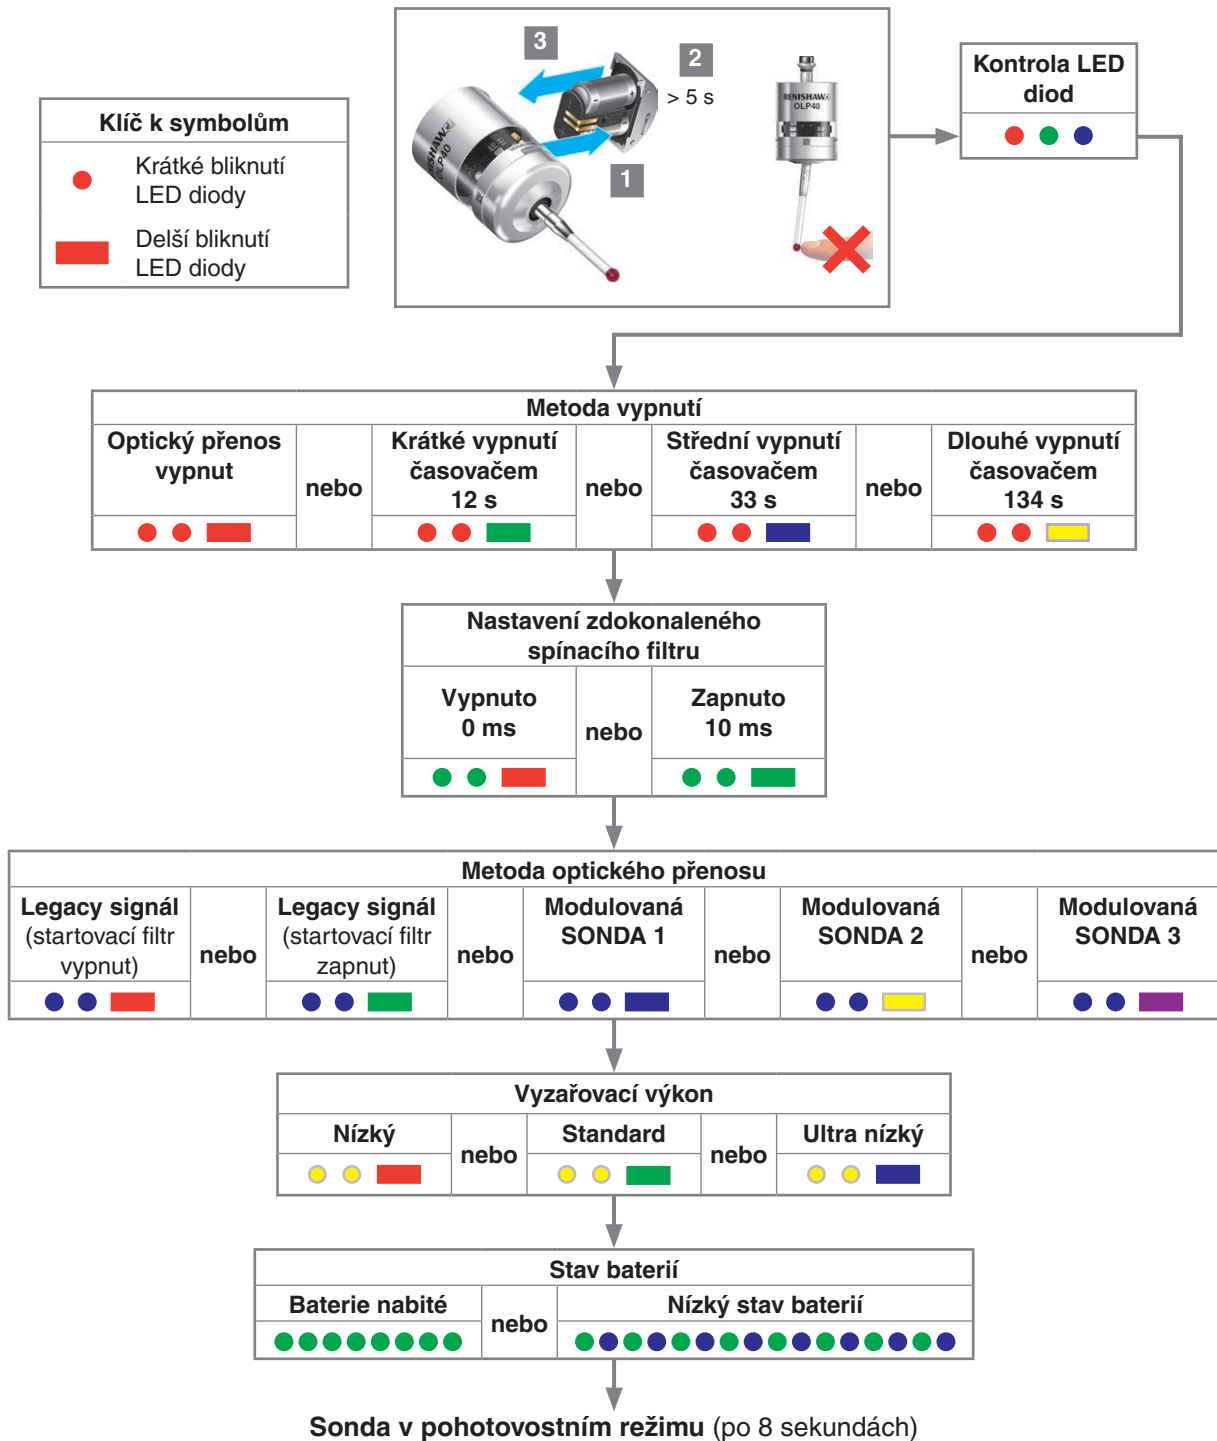 3
2
> 5 s
1
RENISHAW
OLP40
RENISHAW
OLP40
Kontrola LED
diod
Klíč k symbolům
Krátké bliknutí
LED diody
Delší bliknutí
LED diody
Metoda vypnutí
Optický přenos
vypnut
nebo
Krátké vypnutí
časovačem
12 s
nebo
Střední vypnutí
časovačem
33 s
nebo
Dlouhé vypnutí
časovačem
134 s
Nastavení zdokonaleného
spínacího filtru
Vypnuto
0 ms
nebo
Zapnuto
10 ms
Metoda optického přenosu
Legacy signál
(startovací filtr
vypnut)
nebo
Legacy signál
(startovací filtr
zapnut)
nebo
Modulovaná
SONDA 1
nebo
Modulovaná
SONDA 2
nebo
Modulovaná
SONDA 3
Vyzařovací výkon
Nízký
nebo
Standard
nebo
Ultra nízký
Stav baterií
Baterie nabité
nebo
Nízký stav baterií
Sonda v pohotovostním režimu (po 8 sekundách)